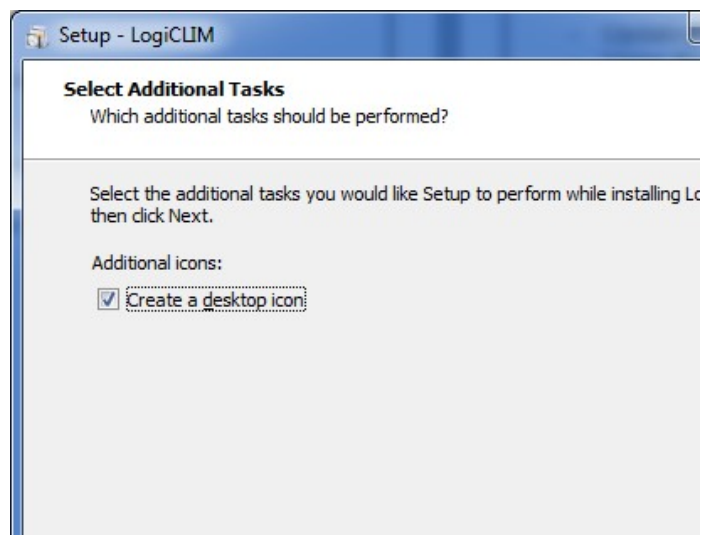 Setup - LogiCLIM
Select Additional Tasks
Which additional tasks should be performed?
Select the additional tasks you would like Setup to perform while installing Lo
then click Next.
Additional icons:
Create a desktop icon